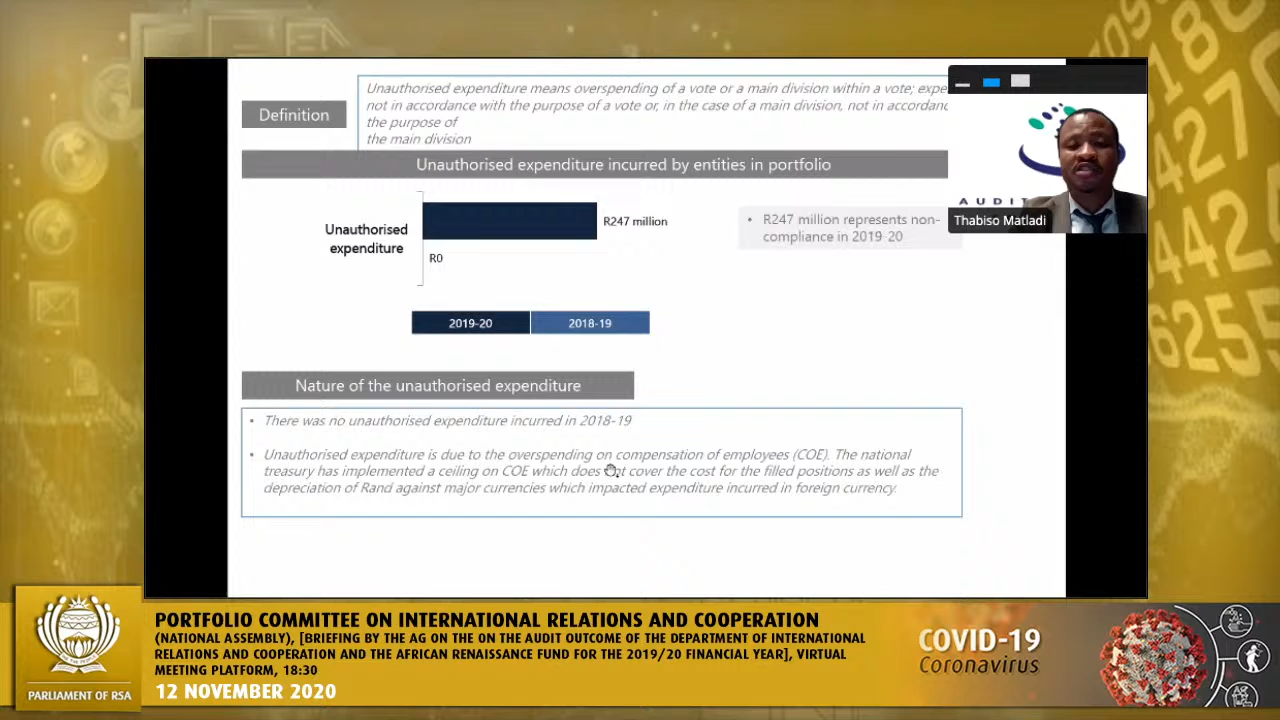 Unauthorised expenditure means overspending of a vote or a main division within a vote;
not in accordance with the purpose of a vote or, in the case of a main division, not in
the purpose of
the main division
Definition
Unauthorised expenditure incurred by entities in portfolio
Unauthorised
expenditure
R247 million
R0
• R247 million represents non-
compliance in 2019-20
AUDIT
Thabiso Matladi
2019-20
2018-19
Nature of the unauthorised expenditure
• There was no unauthorised expenditure incurred in 2018-19
• Unauthorised expenditure is due to the overspending on compensation of employees (COE). The national
treasury has implemented a ceiling on COE which does cover the cost for the filled positions as well as the
depreciation of Rand against major currencies which impacted expenditure incurred in foreign currency.
PARLIAMENT OF RSA
PORTFOLIO COMMITTEE ON INTERNATIONAL RELATIONS AND COOPERATION
(NATIONAL ASSEMBLY), [BRIEFING BY THE AG ON THE ON THE AUDIT OUTCOME OF THE DEPARTMENT OF INTERNATIONAL
RELATIONS AND COOPERATION AND THE AFRICAN RENAISSANCE FUND FOR THE 2019/20 FINANCIAL YEAR], VIRTUAL
MEETING PLATFORM, 18:30
12 NOVEMBER 2020
COVID-19
Coronavirus